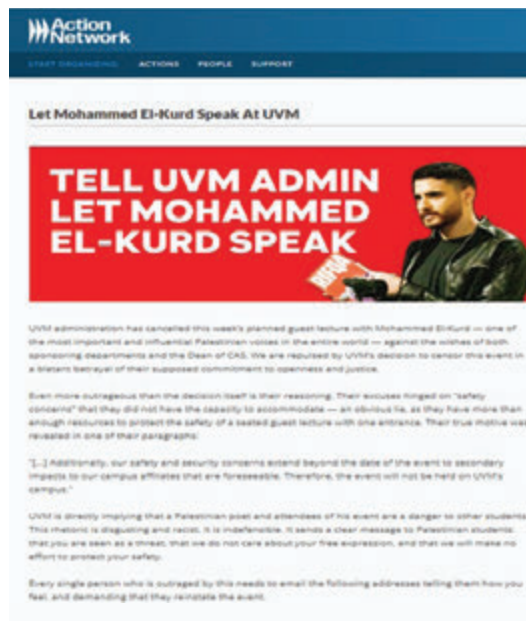 Action
Network
START ORGANIZING ACTIONS PEOPLE SUPPORT
Let Mohammed El-Kurd Speak At UVM
TELL UVM ADMIN
LET MOHAMMED
EL-KURD SPEAK
RIFQA
UVM administration has cancelled this week's planned guest lecture with Mohammed El-Kurd — one of
the most important and influential Palestinian voices in the entire world — against the wishes of both
sponsoring departments and the Dean of CAS. We are repulsed by UVM's decision to censor this event in
a blatant betrayal of their supposed commitment to openness and justice.
Even more outrageous than the decision itself is their reasoning. Their excuses hinged on "safety
concerns" that they did not have the capacity to accommodate — an obvious lie, as they have more than
enough resources to protect the safety of a seated guest lecture with one entrance. Their true motive was
revealed in one of their paragraphs:
"[...] Additionally, our safety and security concerns extend beyond the date of the event to secondary
impacts to our campus affiliates that are foreseeable. Therefore, the event will not be held on UVM's
campus."
UVM is directly implying that a Palestinian poet and attendees of his event are a danger to other students.
This rhetoric is disgusting and racist. It is indefensible. It sends a clear message to Palestinian students:
that you are seen as a threat, that we do not care about your free expression, and that we will make no
effort to protect your safety.
Every single person who is outraged by this needs to email the following addresses telling them how you
feel, and demanding that they reinstate the event.